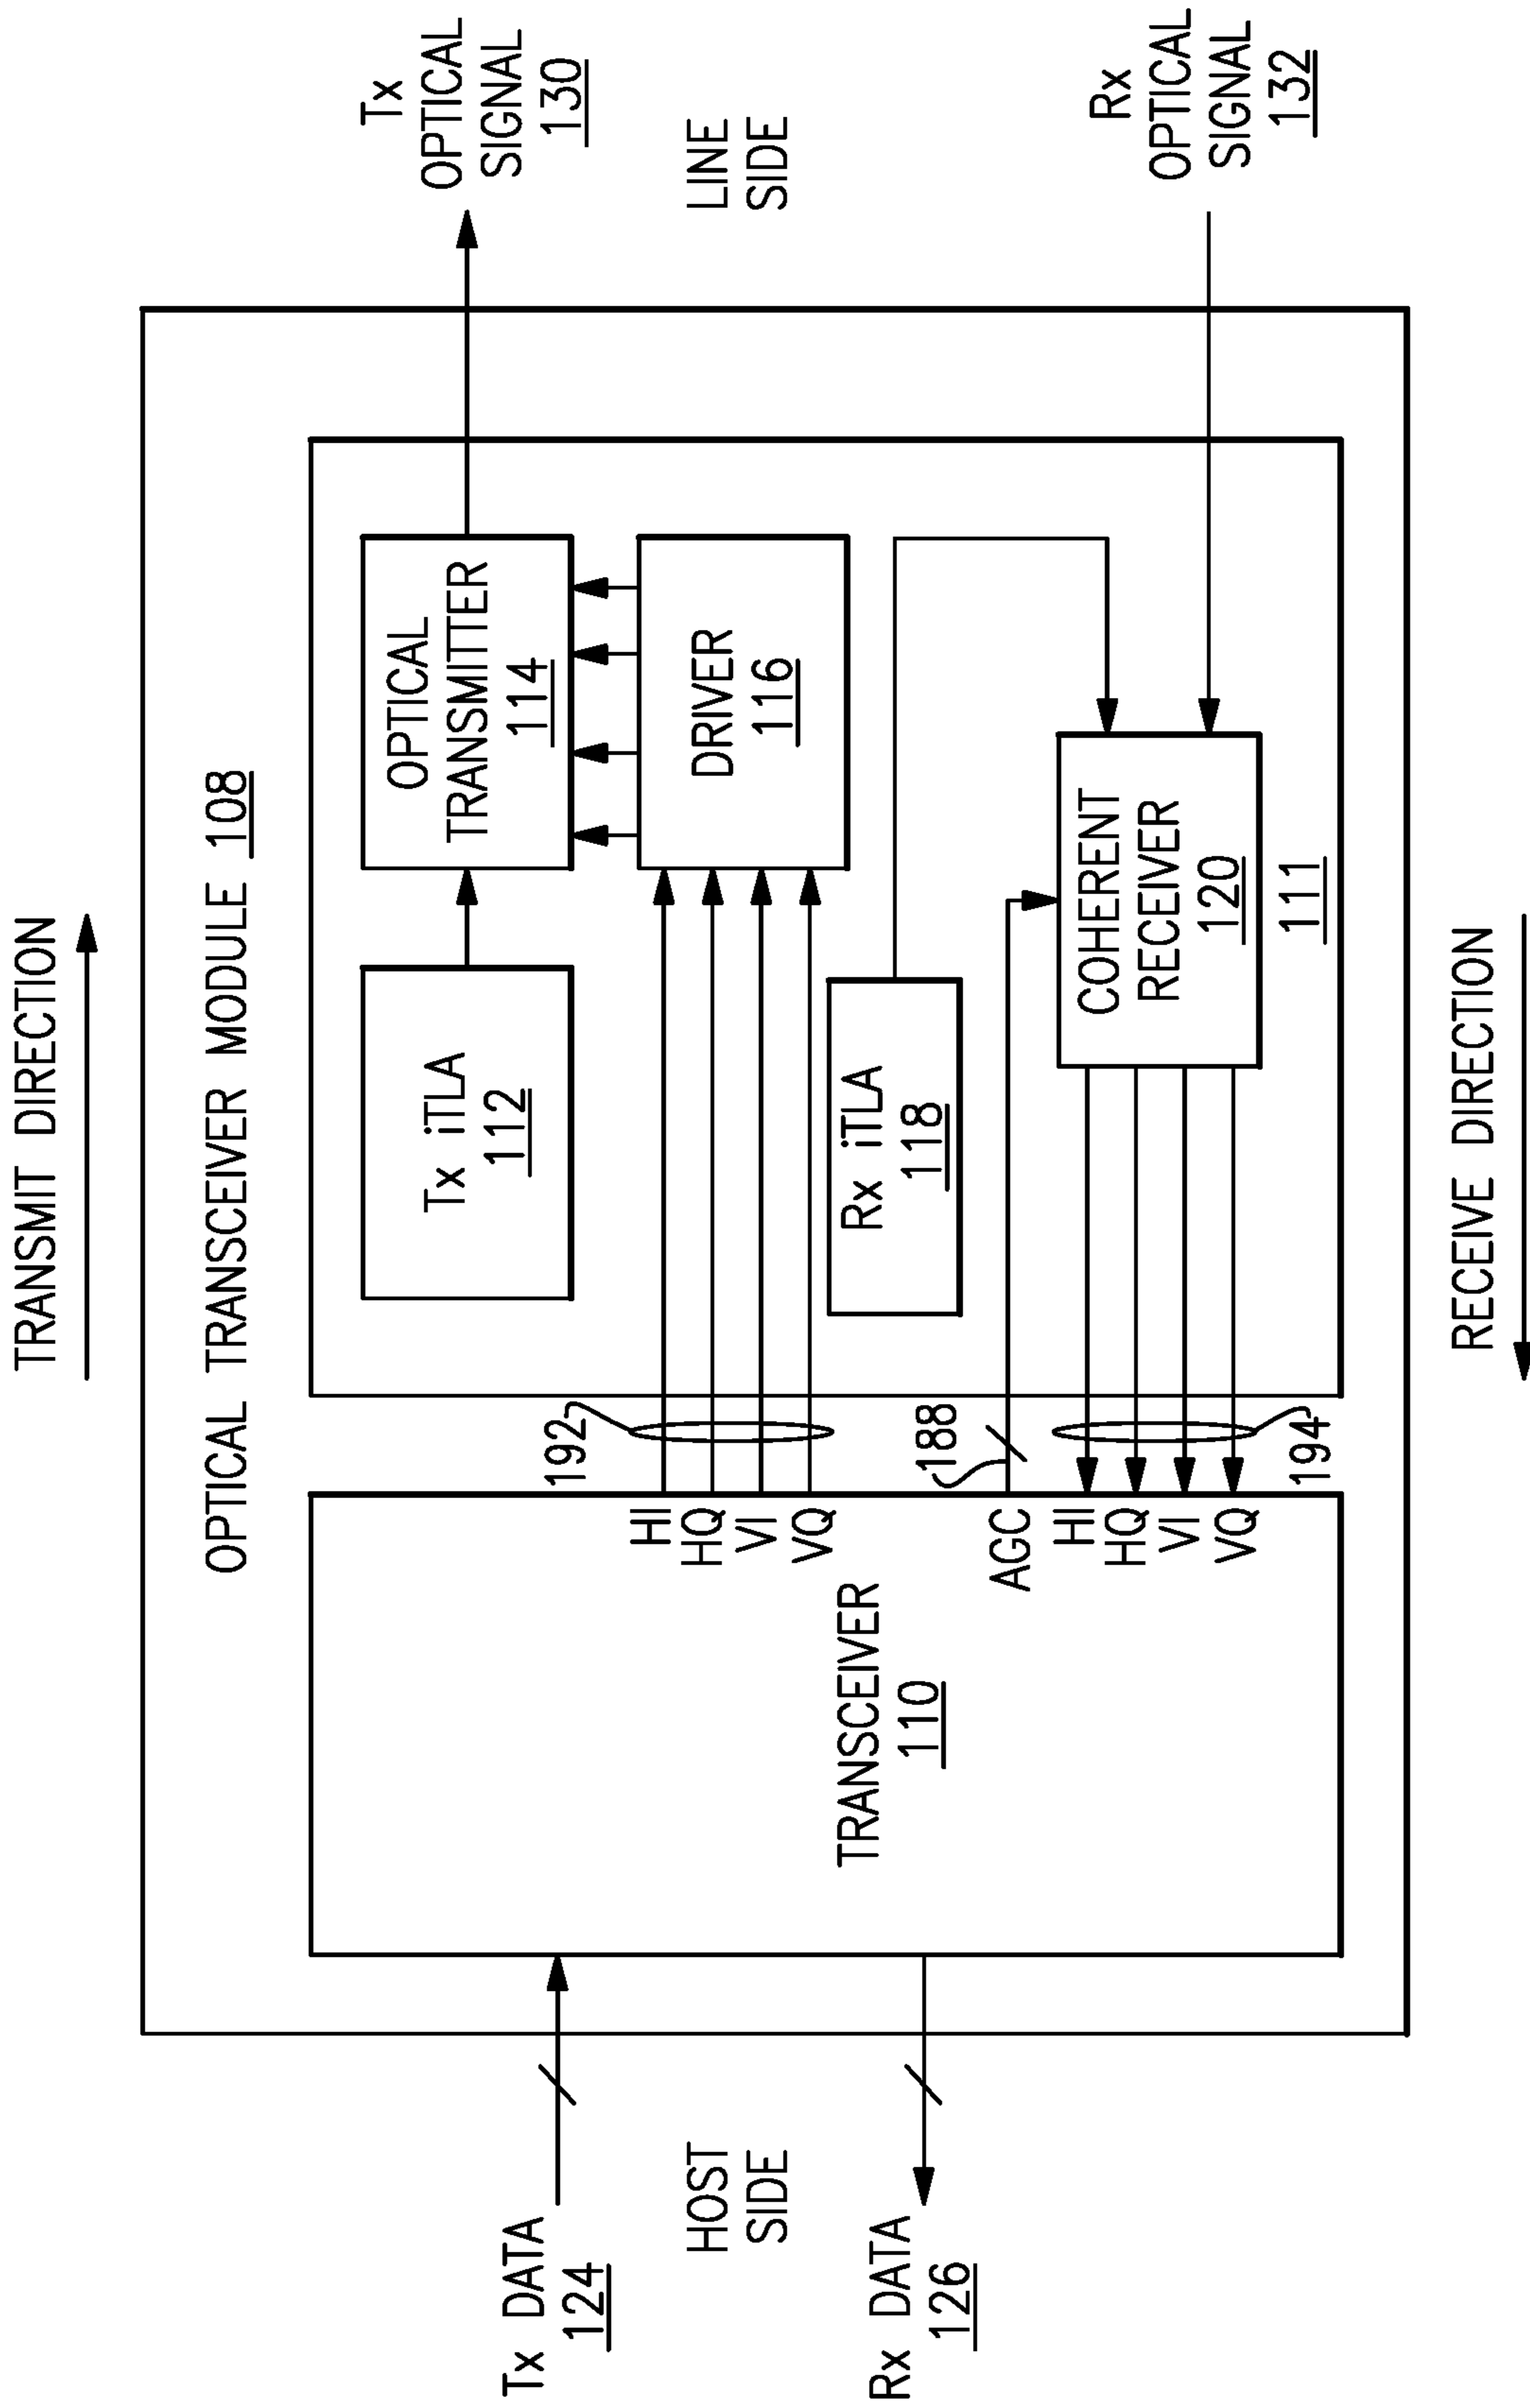 TRANSMIT DIRECTION
OPTICAL TRANSCEIVER MODULE 108
Tx DATA
124
HOST
SIDE
Rx DATA
126
TRANSCEIVER
110
HI
HQ
VI
VQ
AGC
HI
HQ
VI
VQ
192
188
194
Tx iTLA
112
OPTICAL
TRANSMITTER
114
DRIVER
116
Rx iTLA
118
COHERENT
RECEIVER
120
111
Tx
OPTICAL
SIGNAL
130
LINE
SIDE
Rx
OPTICAL
SIGNAL
132
RECEIVE DIRECTION